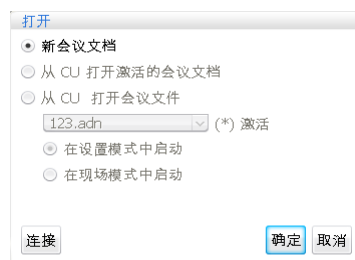 打开
新会议文档
从 CU 打开激活的会议文档
从 CU 打开会议文件
123.adn (*) 激活
在设置模式中启动
在现场模式中启动
连接 确定 取消